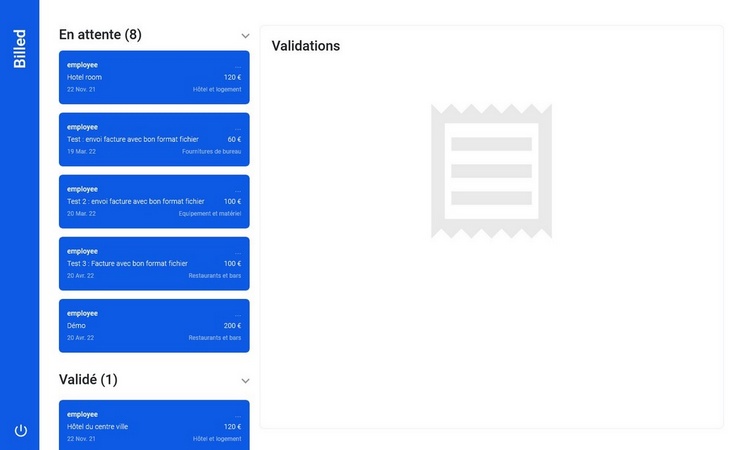 Billed
En attente (8)
employee
...
Hotel room
120 €
22 Nov. 21
Hôtel et logement
employee
...
Test : envoi facture avec bon format fichier
60 €
19 Mar. 22
Fournitures de bureau
employee
...
Test 2 : envoi facture avec bon format fichier
100 €
20 Mar. 22
Equipement et matériel
employee
...
Test 3 : Facture avec bon format fichier
100 €
20 Avr. 22
Restaurants et bars
employee
...
Démo
200 €
20 Avr. 22
Restaurants et bars
Validé (1)
employee
...
Hôtel du centre ville
120 €
22 Nov. 21
Hôtel et logement
Validations